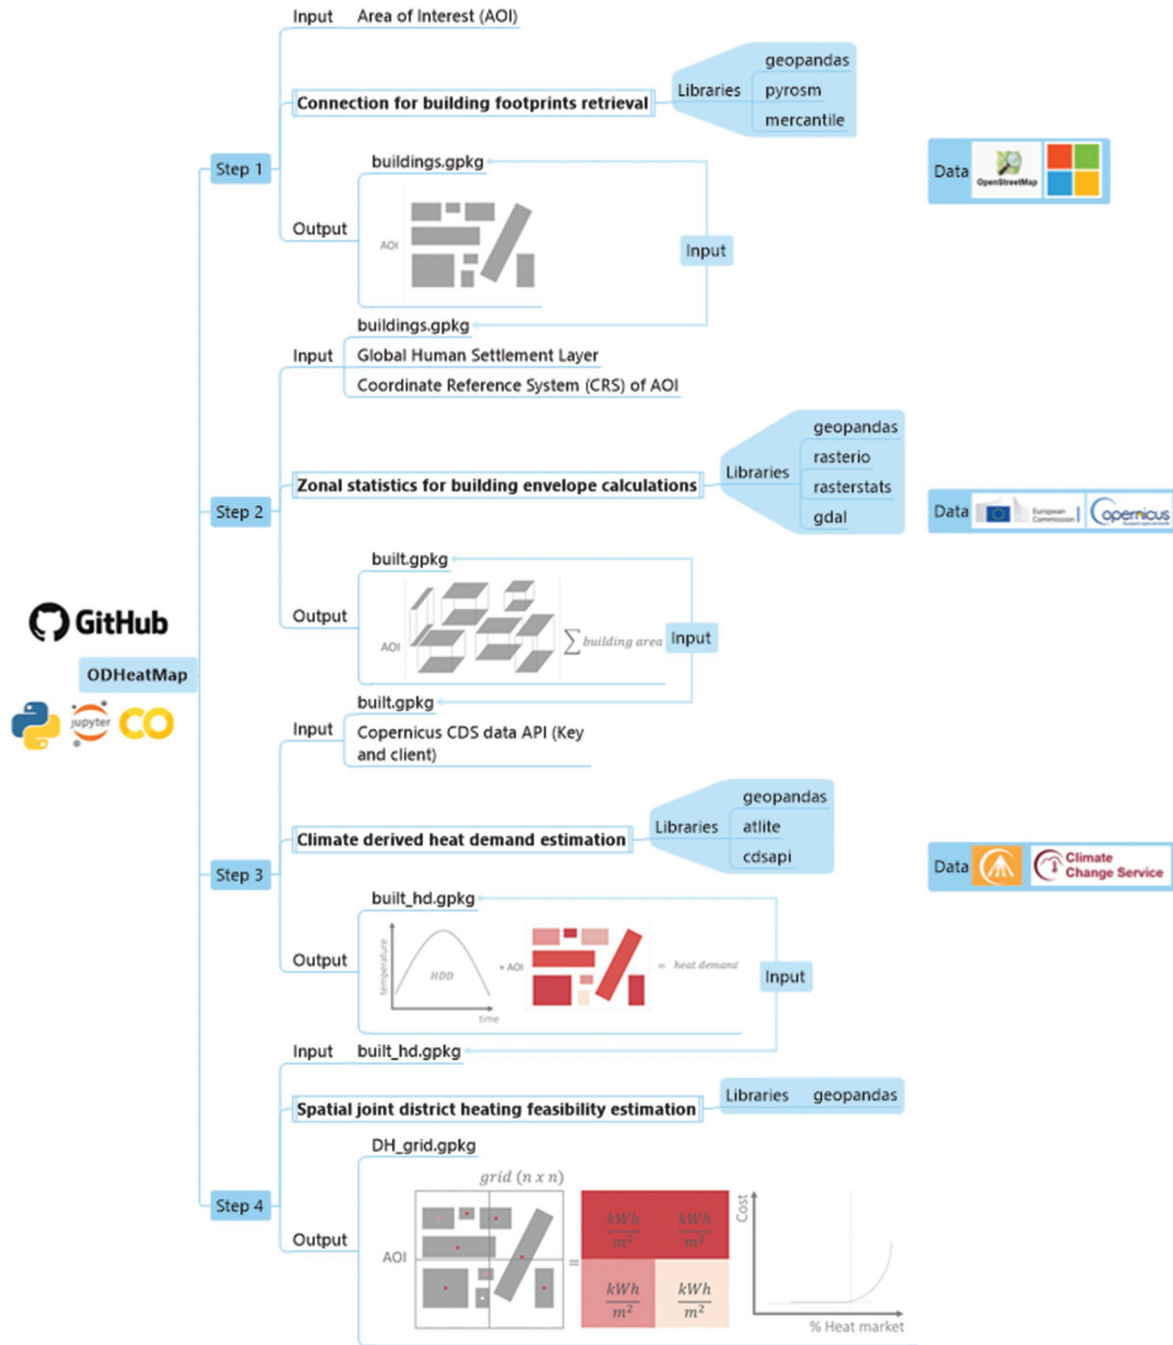 Input Area of Interest (AOI)
Connection for building footprints retrieval
Libraries
geopandas
pyrosm
mercantile
Step 1
Data
OpenStreetMap
buildings.gpkg
Output
AOI
Input
buildings.gpkg
Input Global Human Settlement Layer
Coordinate Reference System (CRS) of AOI
Zonal statistics for building envelope calculations
Libraries
geopandas
rasterio
rasterstats
gdal
Step 2
Data
European
Commission
opernicus
built.gpkg
Output
AOI
∑ building area
Input
GitHub
ODHeatMap
jupyter
CO
built.gpkg
Input
Copernicus CDS data API (Key
and client)
Climate derived heat demand estimation
Libraries
geopandas
atlite
cdsapi
Step 3
Data
Climate
Change Service
built_hd.gpkg
Output
temperature
HDD
time
+ AOI
= heat demand
Input
Input built_hd.gpkg
Spatial joint district heating feasibility estimation
Libraries geopandas
Step 4
DH_grid.gpkg
Output
grid (n x n)
AOI
=
kWh kWh
m² m²
kWh kWh
m² m²
Cost
% Heat market